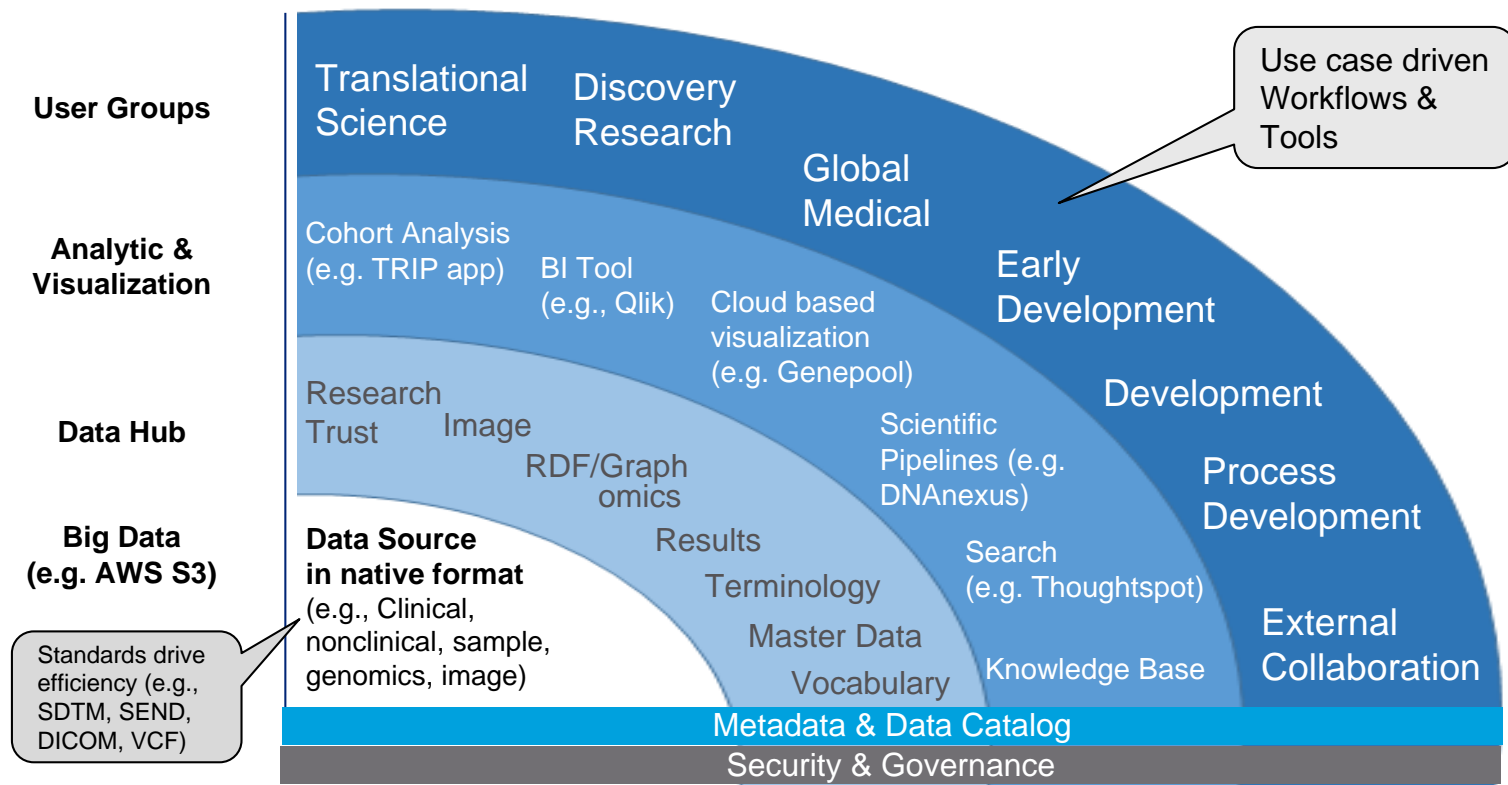 User Groups
Analytic &
Visualization
Data Hub
Big Data
(e.g. AWS S3)
Standards drive
efficiency (e.g.,
SDTM, SEND,
DICOM, VCF)
Translational
Science
Discovery
Research
Global
Medical
Early
Development
Development
Process
Development
External
Collaboration
Use case driven
Workflows &
Tools
Cohort Analysis
(e.g. TRIP app)
BI Tool
(e.g., Qlik)
Cloud based
visualization
(e.g. Genepool)
Scientific
Pipelines (e.g.
DNAnexus)
Search
(e.g. Thoughtspot)
Knowledge Base
Research
Trust
Image
RDF/Graph
omics
Results
Terminology
Master Data
Vocabulary
Data Source
in native format
(e.g., Clinical,
nonclinical, sample,
genomics, image)
Metadata & Data Catalog
Security & Governance